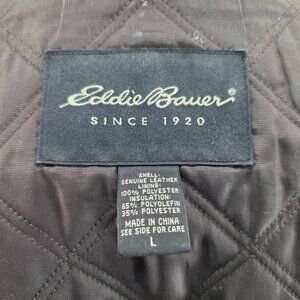 Eddie Bauer®
SINCE 1920
SHELL:
GENUINE LEATHER
LINING:
100% POLYESTER
INSULATION:
65% POLYOLEFIN
35% POLYESTER
MADE IN CHINA
SEE SIDE FOR CARE
L